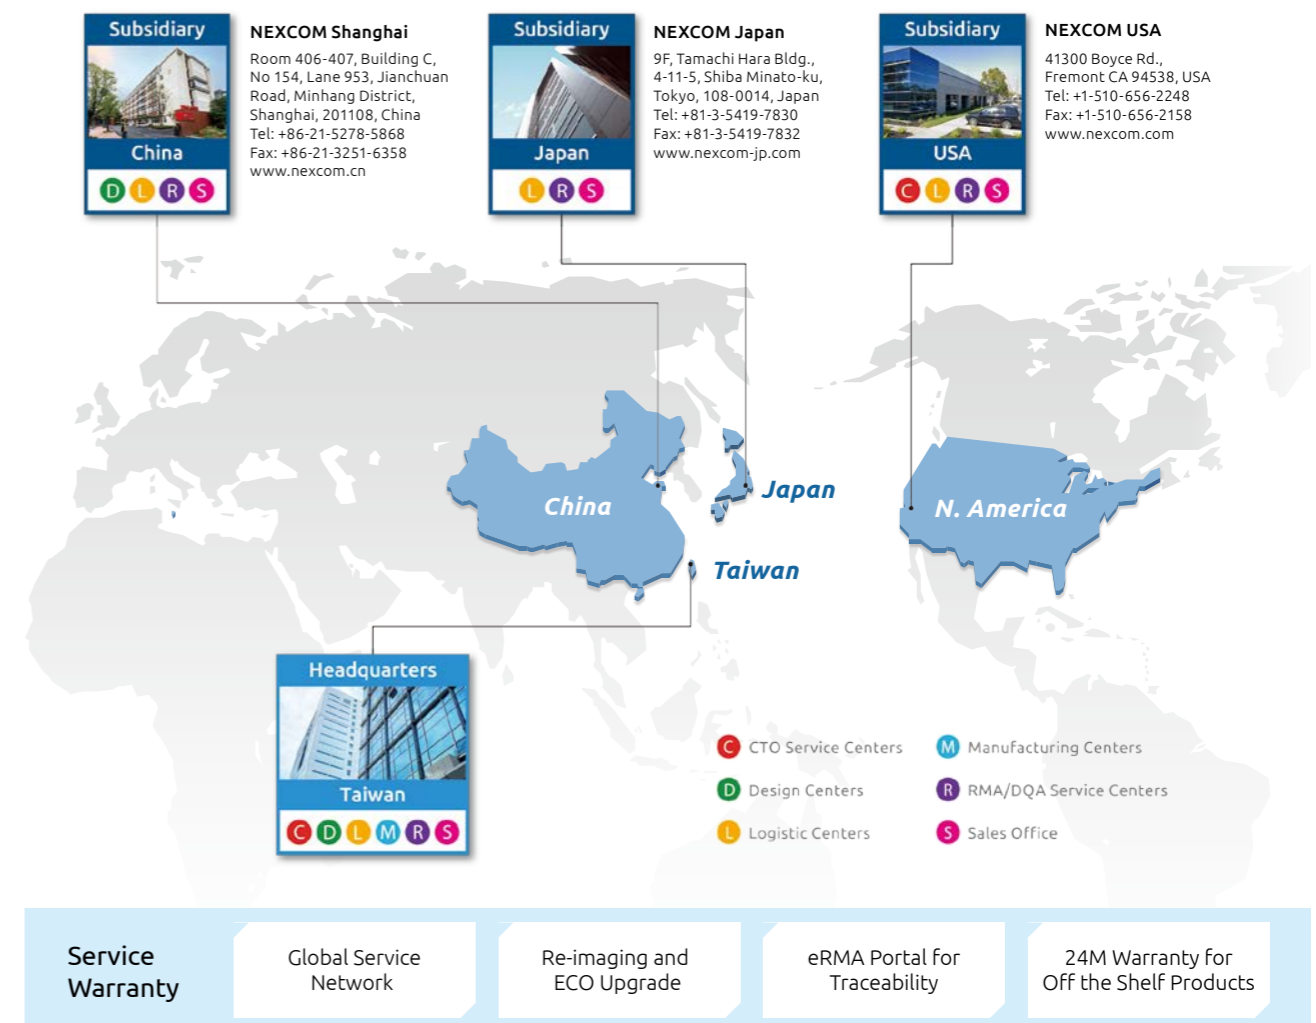 Subsidiary
China
D L R S
NEXCOM Shanghai
Room 406-407, Building C,
No 154, Lane 953, Jianchuan
Road, Minhang District,
Shanghai, 201108, China
Tel: +86-21-5278-5868
Fax: +86-21-3251-6358
www.nexcom.cn
Subsidiary
Japan
L R S
NEXCOM Japan
9F, Tamachi Hara Bldg.,
4-11-5, Shiba Minato-ku,
Tokyo, 108-0014, Japan
Tel: +81-3-5419-7830
Fax: +81-3-5419-7832
www.nexcom-jp.com
Subsidiary
USA
C L R S
NEXCOM USA
41300 Boyce Rd.,
Fremont CA 94538, USA
Tel: +1-510-656-2248
Fax: +1-510-656-2158
www.nexcom.com
China
Japan
Taiwan
N. America
Headquarters
Taiwan
C D L M R S
C CTO Service Centers
D Design Centers
L Logistic Centers
M Manufacturing Centers
R RMA/DQA Service Centers
S Sales Office
Service
Warranty
Global Service
Network
Re-imaging and
ECO Upgrade
eRMA Portal for
Traceability
24M Warranty for
Off the Shelf Products